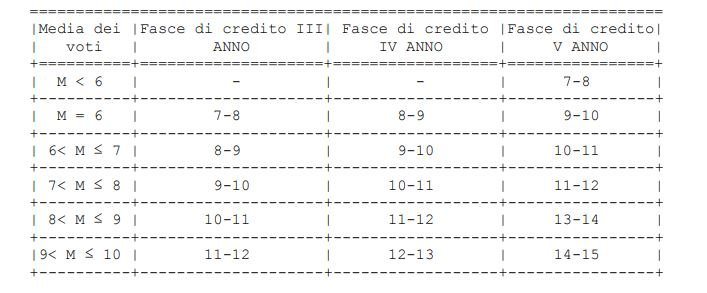 Media dei | Fasce di credito III | Fasce di credito | Fasce di credito
voti | ANNO | IV ANNO | V ANNO
M < 6 | - | - | 7-8
M = 6 | 7-8 | 8-9 | 9-10
6< M ≤ 7 | 8-9 | 9-10 | 10-11
7< M ≤ 8 | 9-10 | 10-11 | 11-12
8< M ≤ 9 | 10-11 | 11-12 | 13-14
9< M ≤ 10 | 11-12 | 12-13 | 14-15